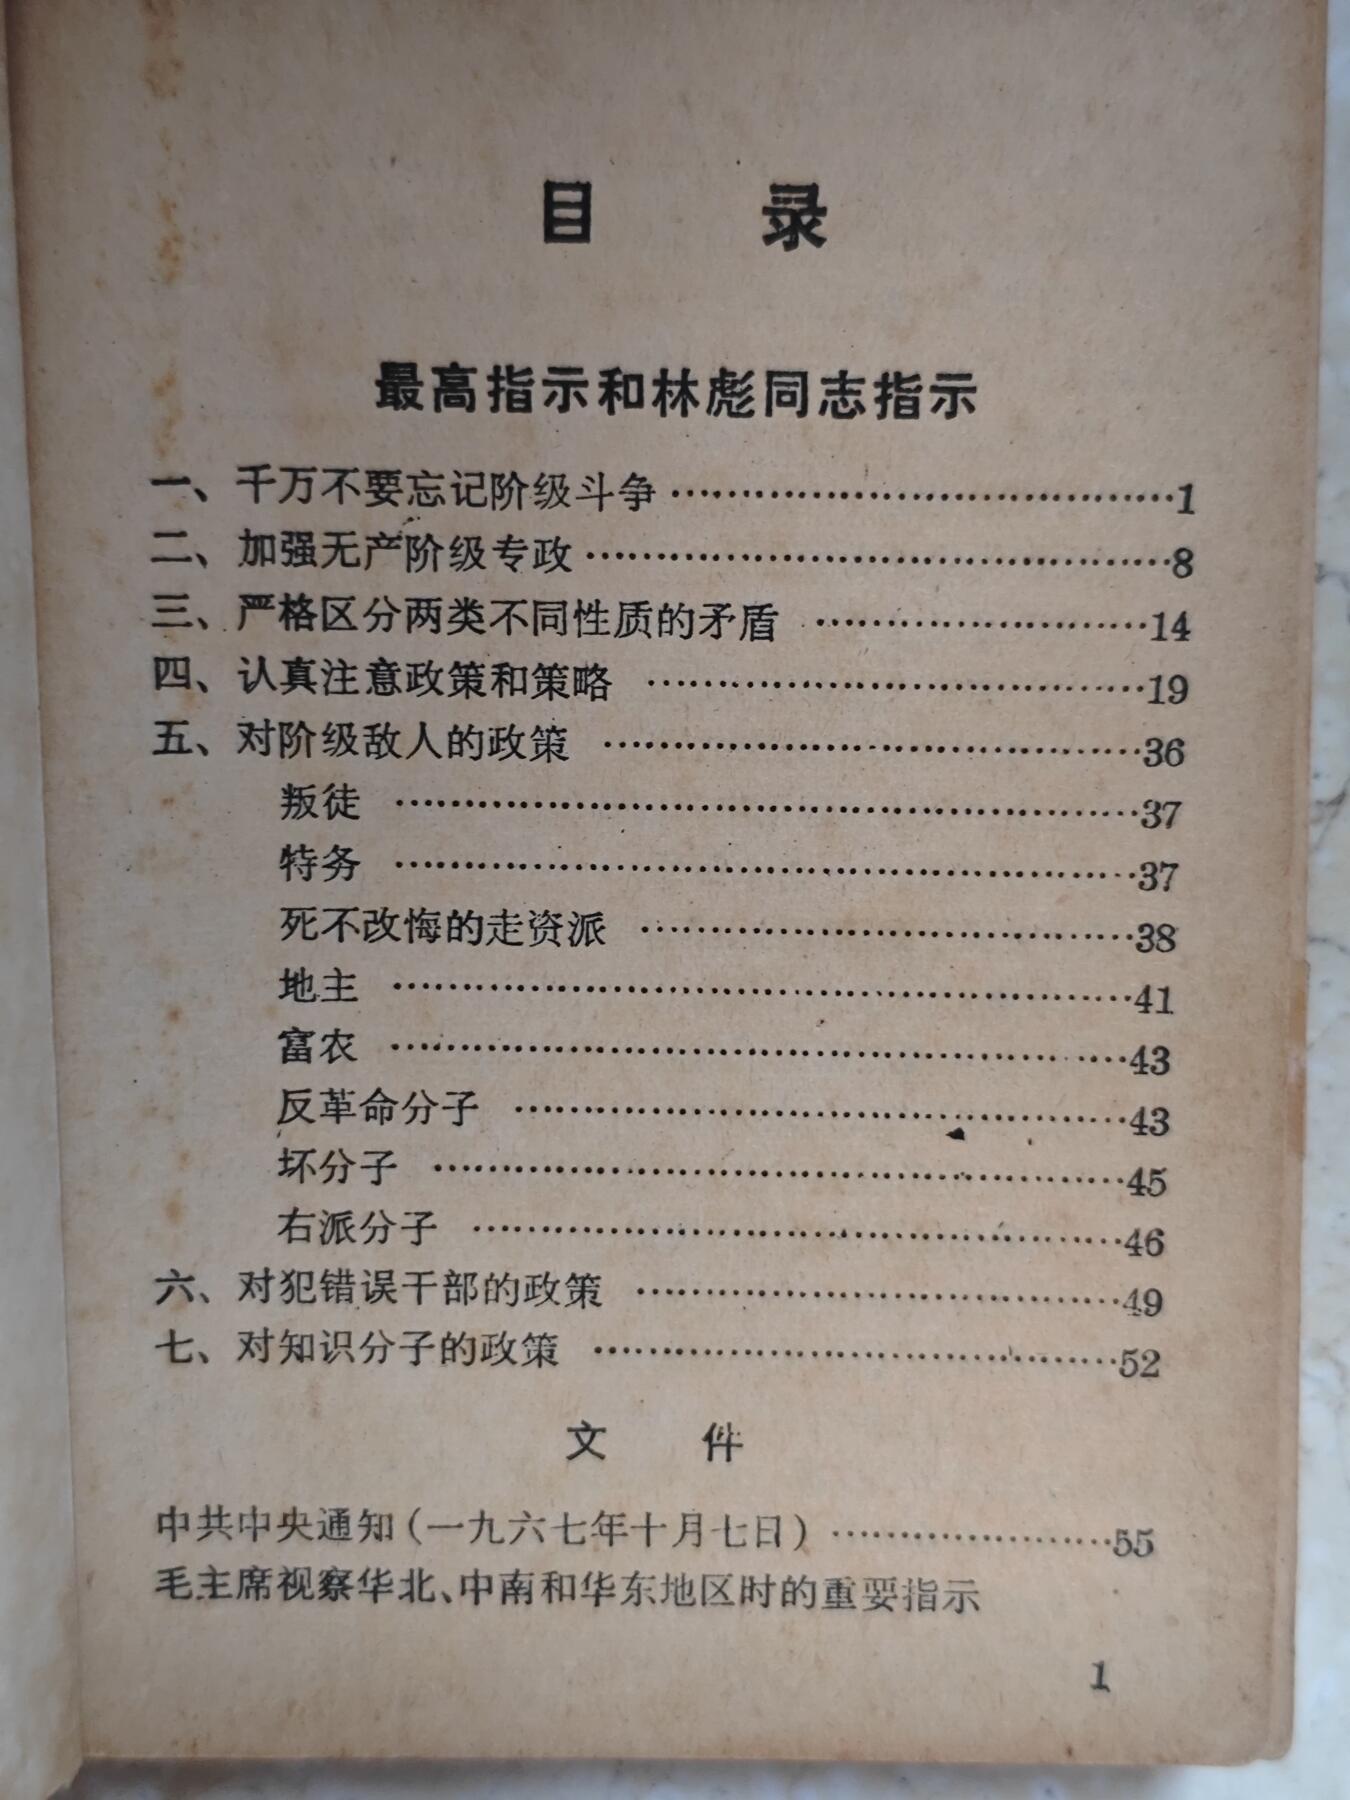 目 录
最高指示和林彪同志指示
一、千万不要忘记阶级斗争……………………………1
二、加强无产阶级专政……………………………………8
三、严格区分两类不同性质的矛盾……………………14
四、认真注意政策和策略………………………………19
五、对阶级敌人的政策…………………………………36
叛徒………………………………………………37
特务………………………………………………37
死不改悔的走资派………………………………38
地主………………………………………………41
富农………………………………………………43
反革命分子………………………………………43
坏分子……………………………………………45
右派分子…………………………………………46
六、对犯错误干部的政策………………………………49
七、对知识分子的政策…………………………………52
文 件
中共中央通知(一九六七年十月七日)…………………55
毛主席视察华北、中南和华东地区时的重要指示
1